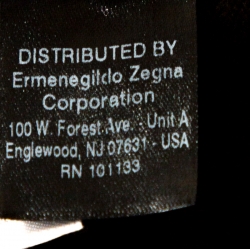 DISTRIBUTED BY
Ermenegildo Zegna
Corporation
100 W. Forest Ave. Unit A
Englewood, NJ 07631 - USA
RN 101133